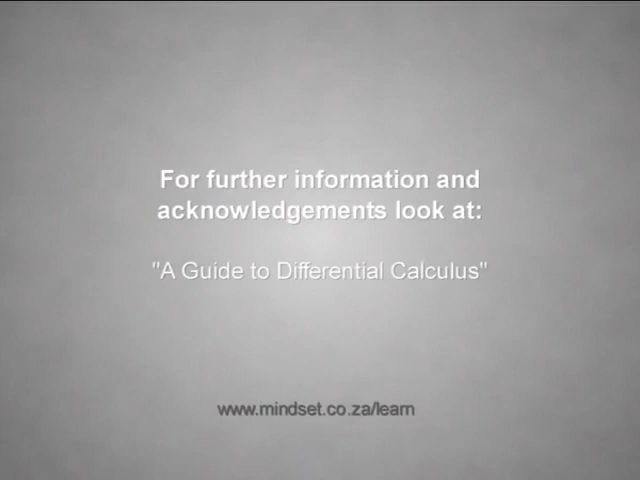 For further information and
acknowledgements look at:
"A Guide to Differential Calculus"
www.mindset.co.za/learn